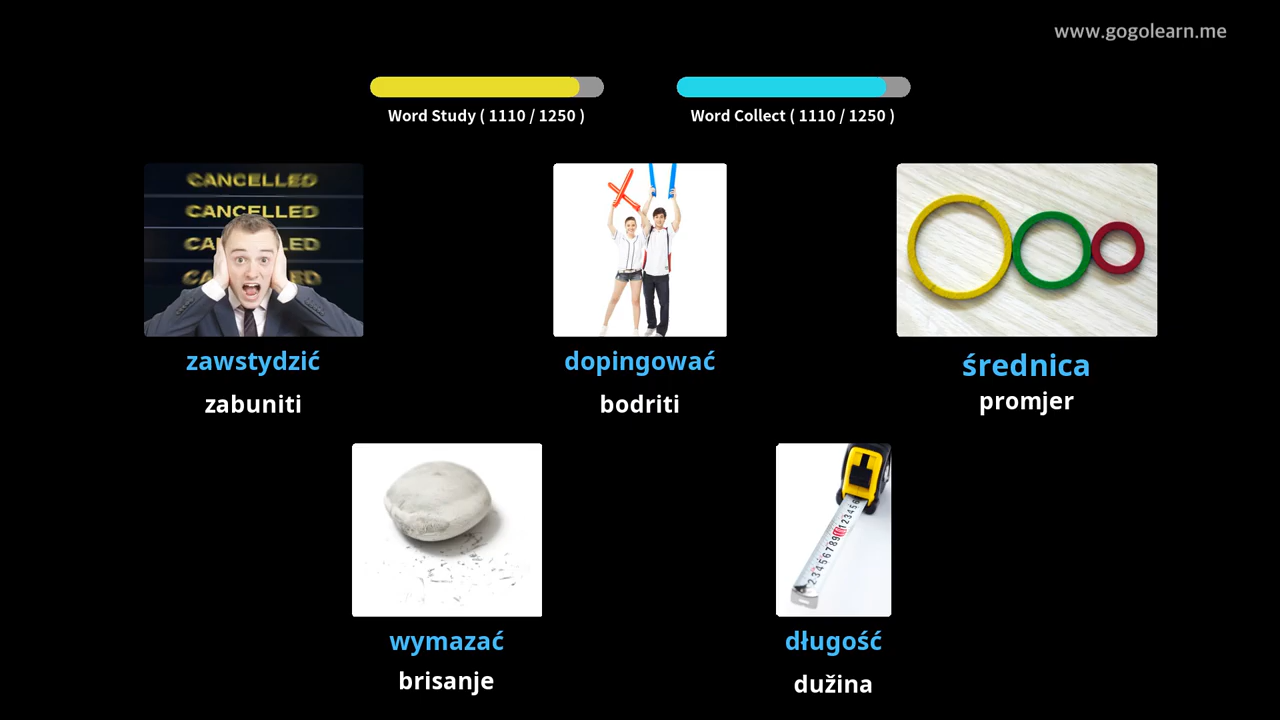 www.gogolearn.me
Word Study ( 1110 / 1250 )
Word Collect ( 1110 / 1250 )
CANCELLED
CANCELLED
zawstydzić
zabuniti
dopingować
bodriti
średnica
promjer
wymazać
brisanje
długość
dužina